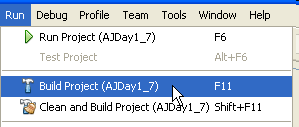 Run Debug Profile Team Tools Window Help
Run Project (AJDay1_7) F6
Test Project Alt+F6
Build Project (AJDay1_7) F11
Clean and Build Project (AJDay1_7) Shift+F11